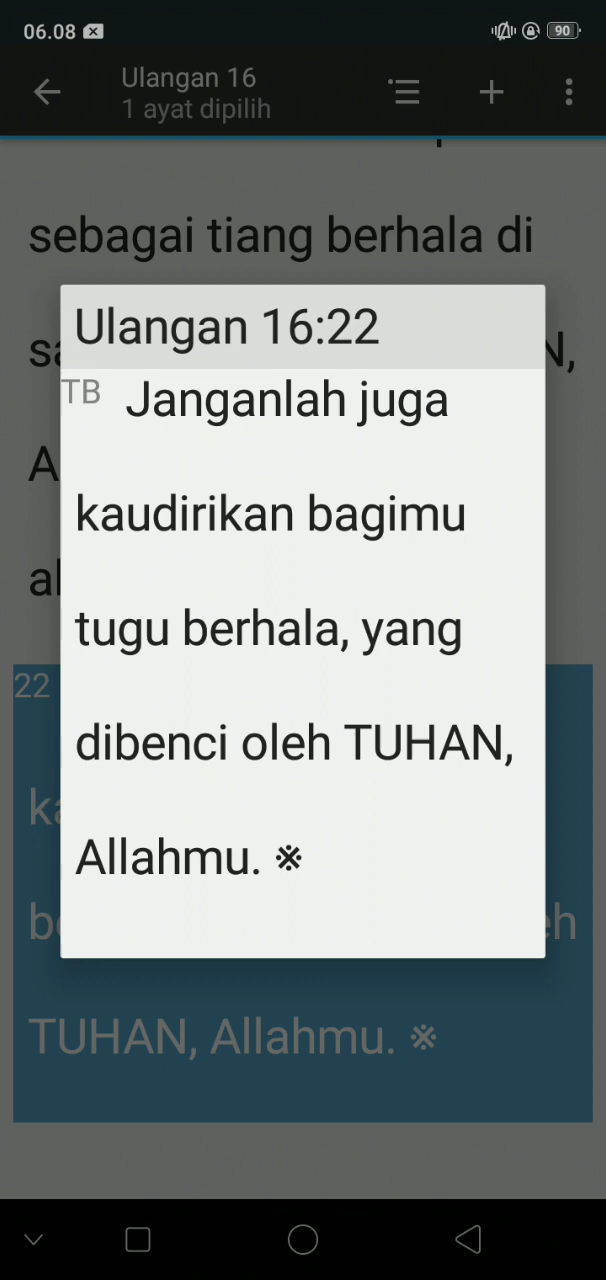 06.08
90
Ulangan 16
1 ayat dipilih
sebagai tiang berhala di
Ulangan 16:22
TB Janganlah juga
kaudirikan bagimu
tugu berhala, yang
dibenci oleh TUHAN,
Allahmu. ※
22
TUHAN, Allahmu. ※